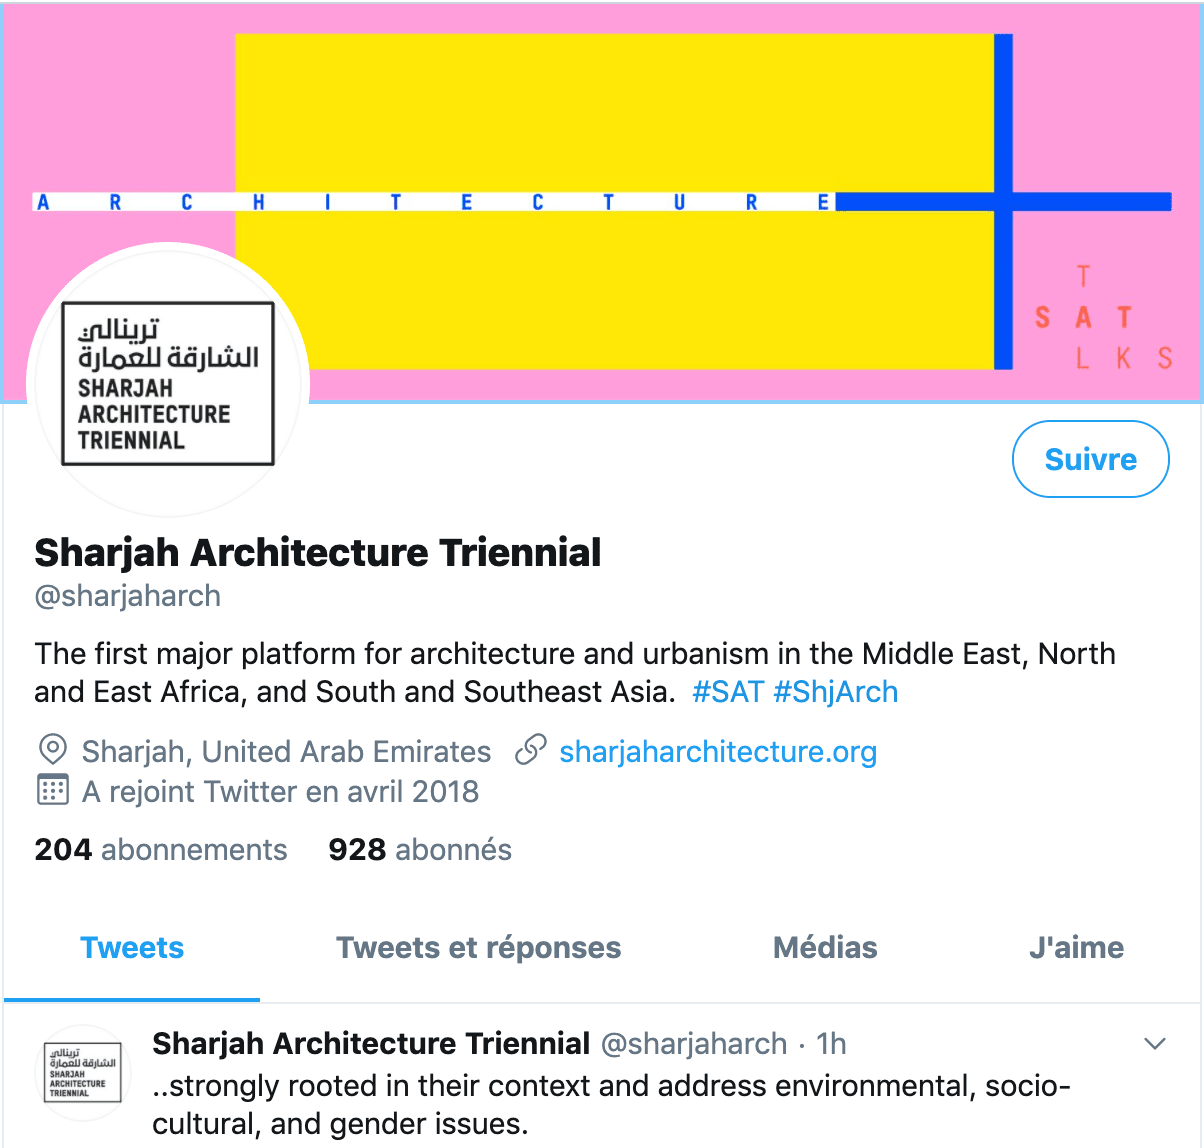 A R C H I T E C T U R E
T
S A T
L K S
ترينالي
الشارقة للعمارة
SHARJAH
ARCHITECTURE
TRIENNIAL
Suivre
Sharjah Architecture Triennial
@sharjaharch
The first major platform for architecture and urbanism in the Middle East, North
and East Africa, and South and Southeast Asia. #SAT #ShjArch
Sharjah, United Arab Emirates sharjaharchitecture.org
A rejoint Twitter en avril 2018
204 abonnements 928 abonnés
Tweets Tweets et réponses Médias J'aime
ترينالي
الشارقة للعمارة
SHARJAH
ARCHITECTURE
TRIENNIAL
Sharjah Architecture Triennial @sharjaharch · 1h
..strongly rooted in their context and address environmental, socio-
cultural, and gender issues.